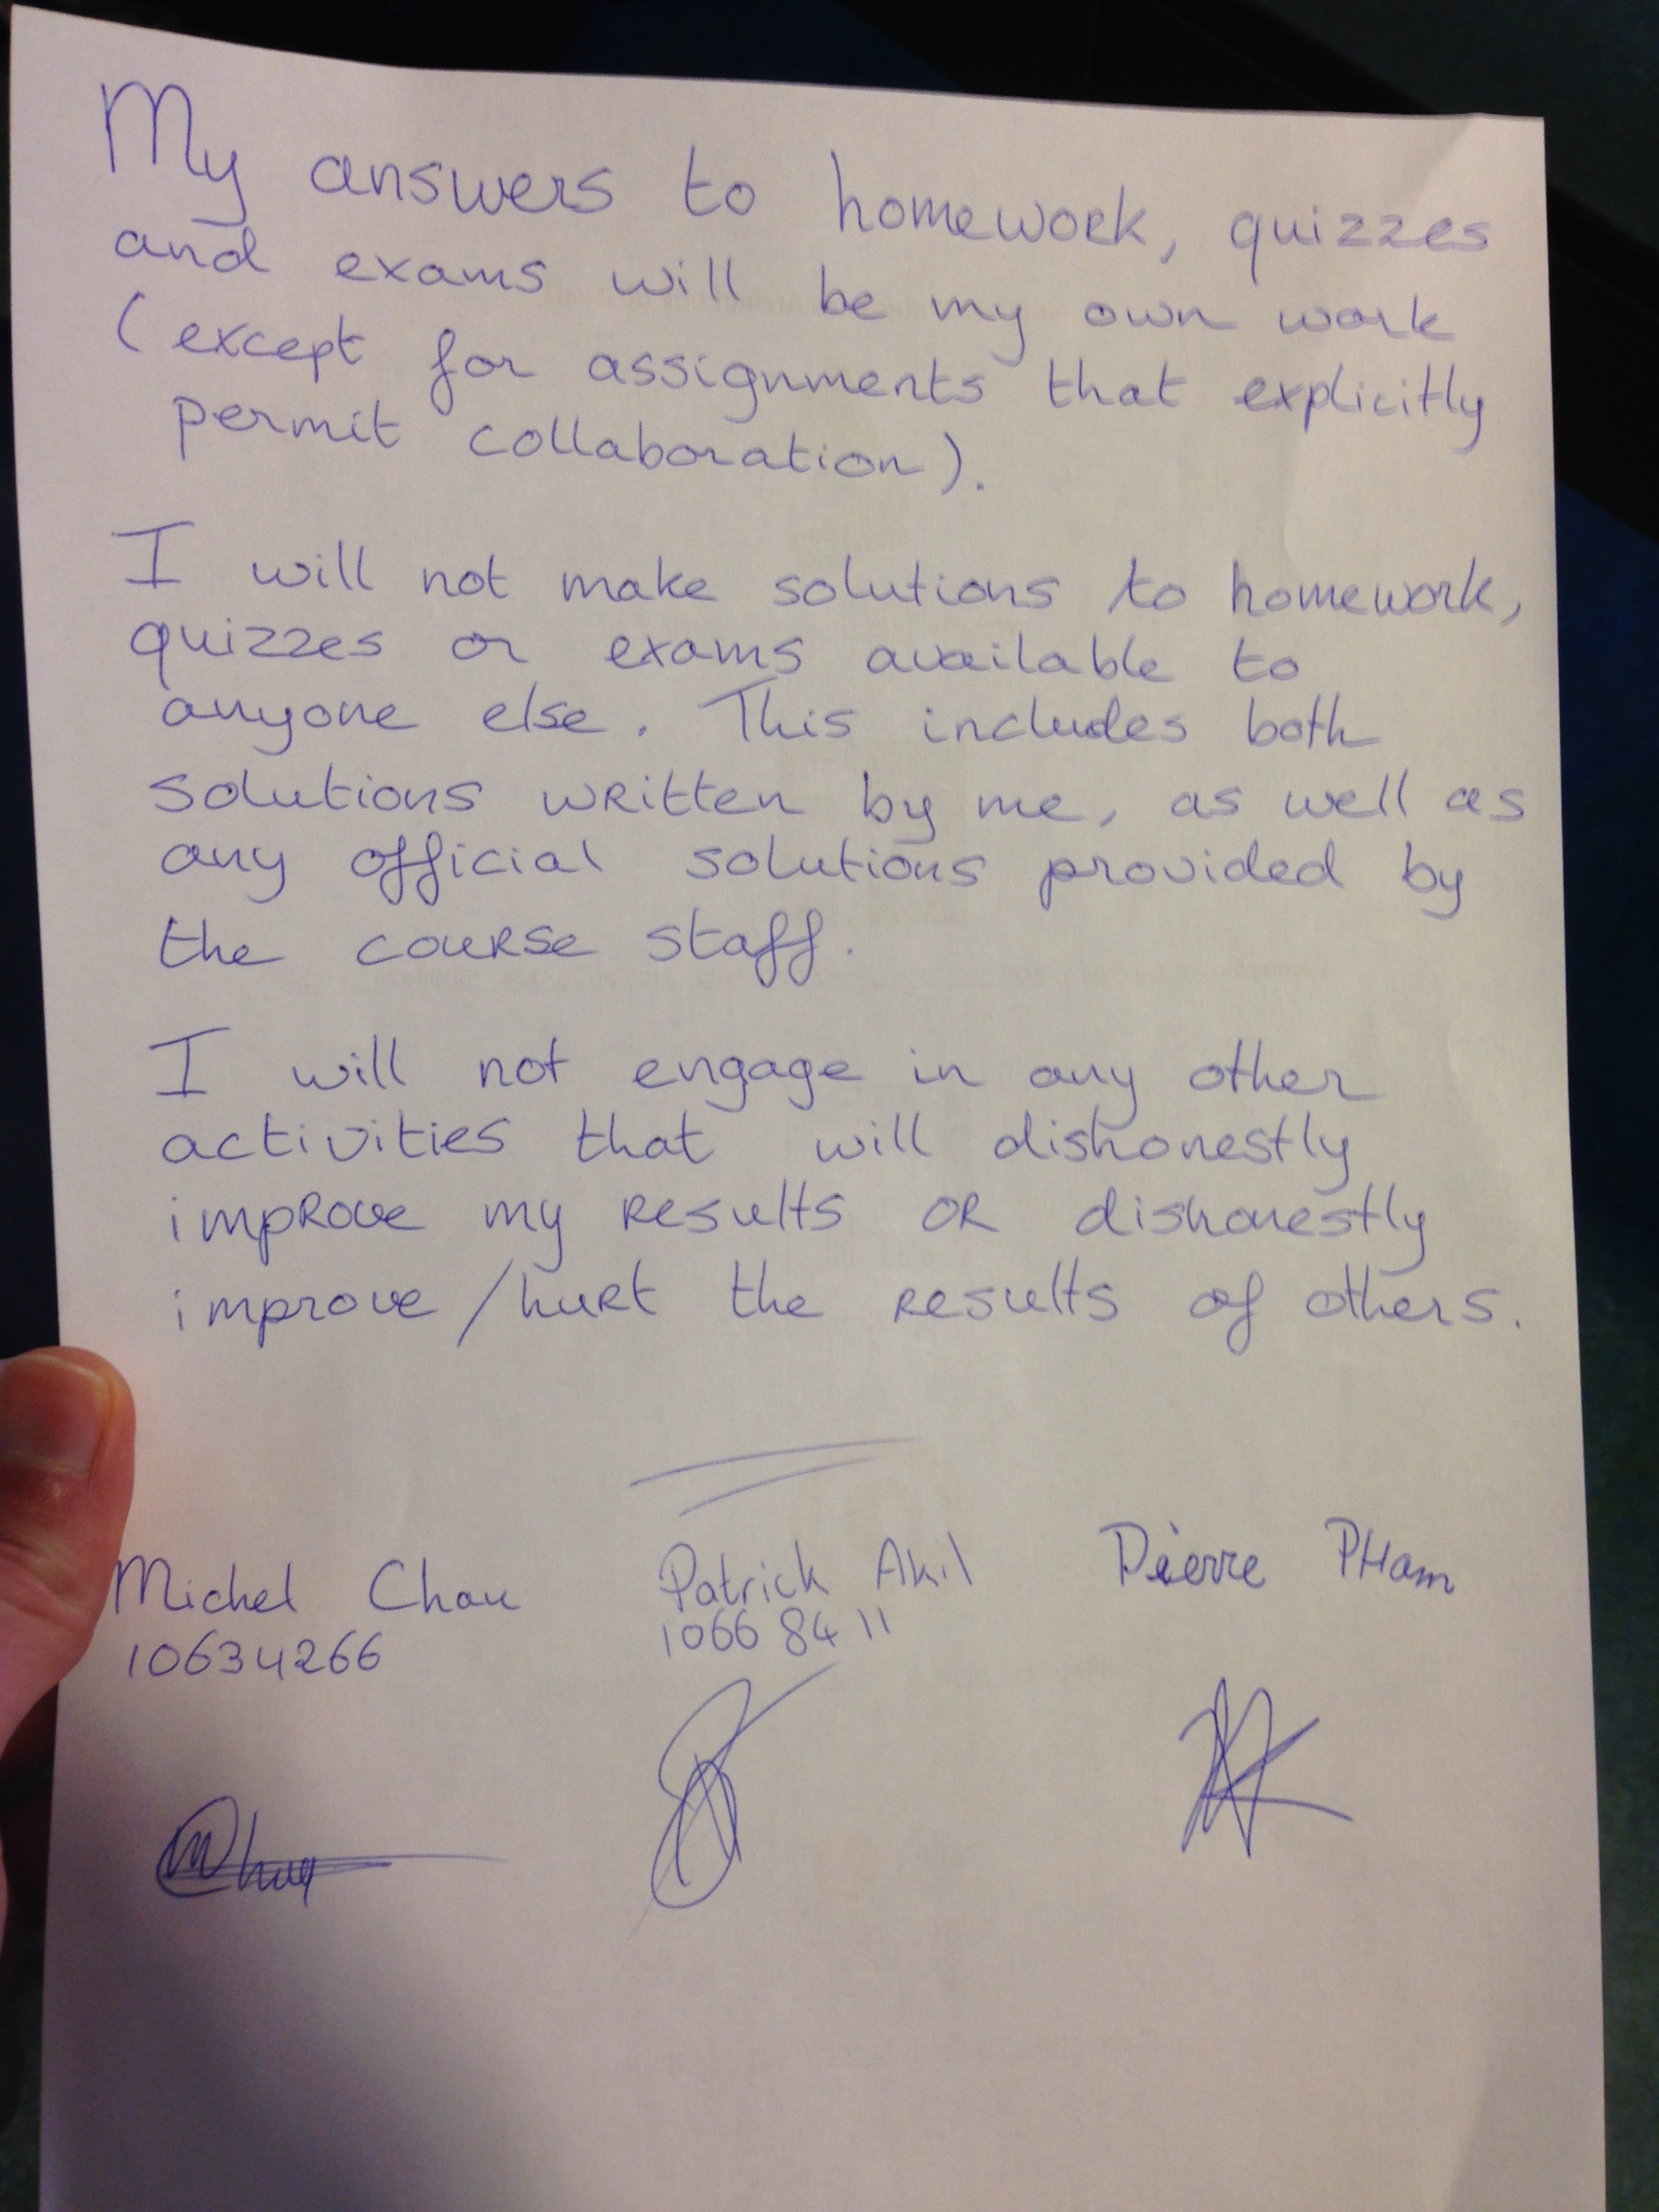 My answers to homework, quizzes
and exams will be my own work
(except for assignments that explicitly
permit collaboration).
I will not make solutions to homework,
quizzes or exams available to
anyone else. This includes both
solutions written by me, as well as
any official solutions provided by
the course staff.
I will not engage in any other
activities that will dishonestly
improve my results or dishonestly
improve/hurt the results of others.
Michel Chau Patrick Akil Pierre PHam
10634266 1066 84 11